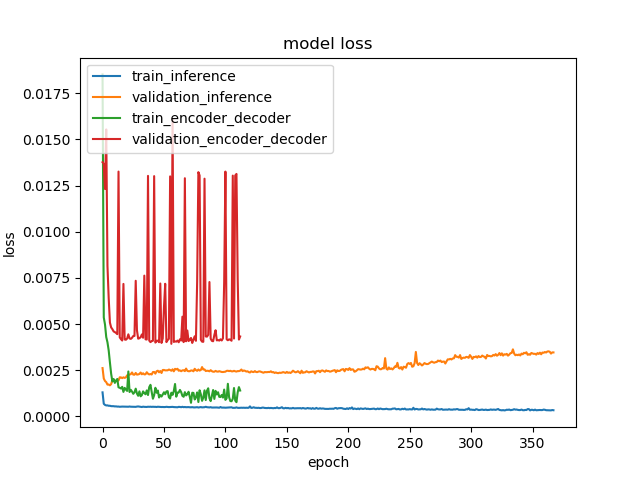 model loss
train_inference
validation_inference
train_encoder_decoder
validation_encoder_decoder
0.0175
0.0150
0.0125
0.0100
0.0075
0.0050
0.0025
0.0000
loss
0 50 100 150 200 250 300 350
epoch